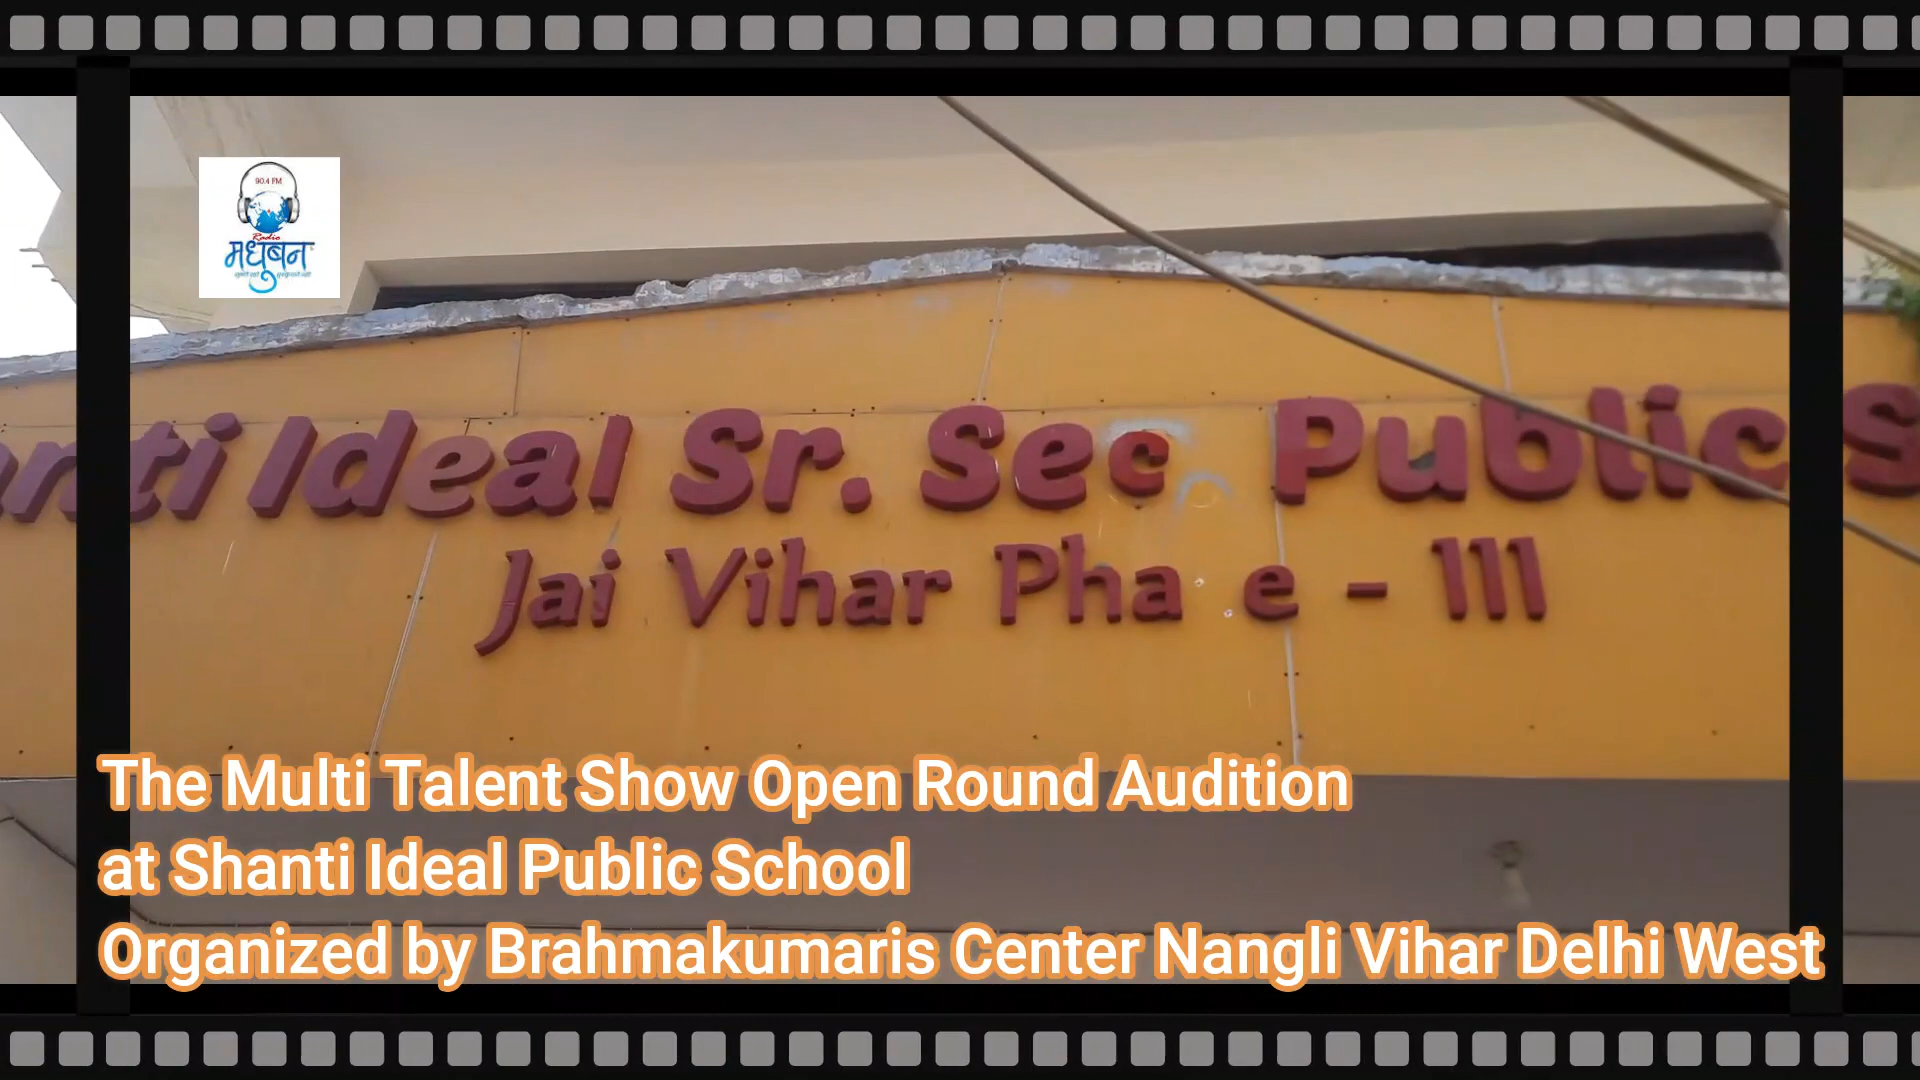 90.4 FM
Radio
मधुबन
anti Ideal Sr. Sec Public S
Jai Vihar Pha e - III
The Multi Talent Show Open Round Audition
at Shanti Ideal Public School
Organized by Brahmakumaris Center Nangli Vihar Delhi West